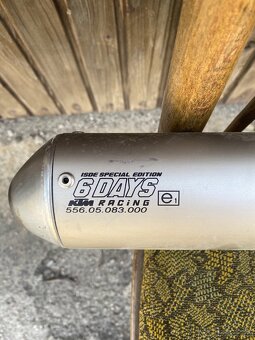 ISDE SPECIAL EDITION
6DAYS
KTM RACING e1
556.05.083.000